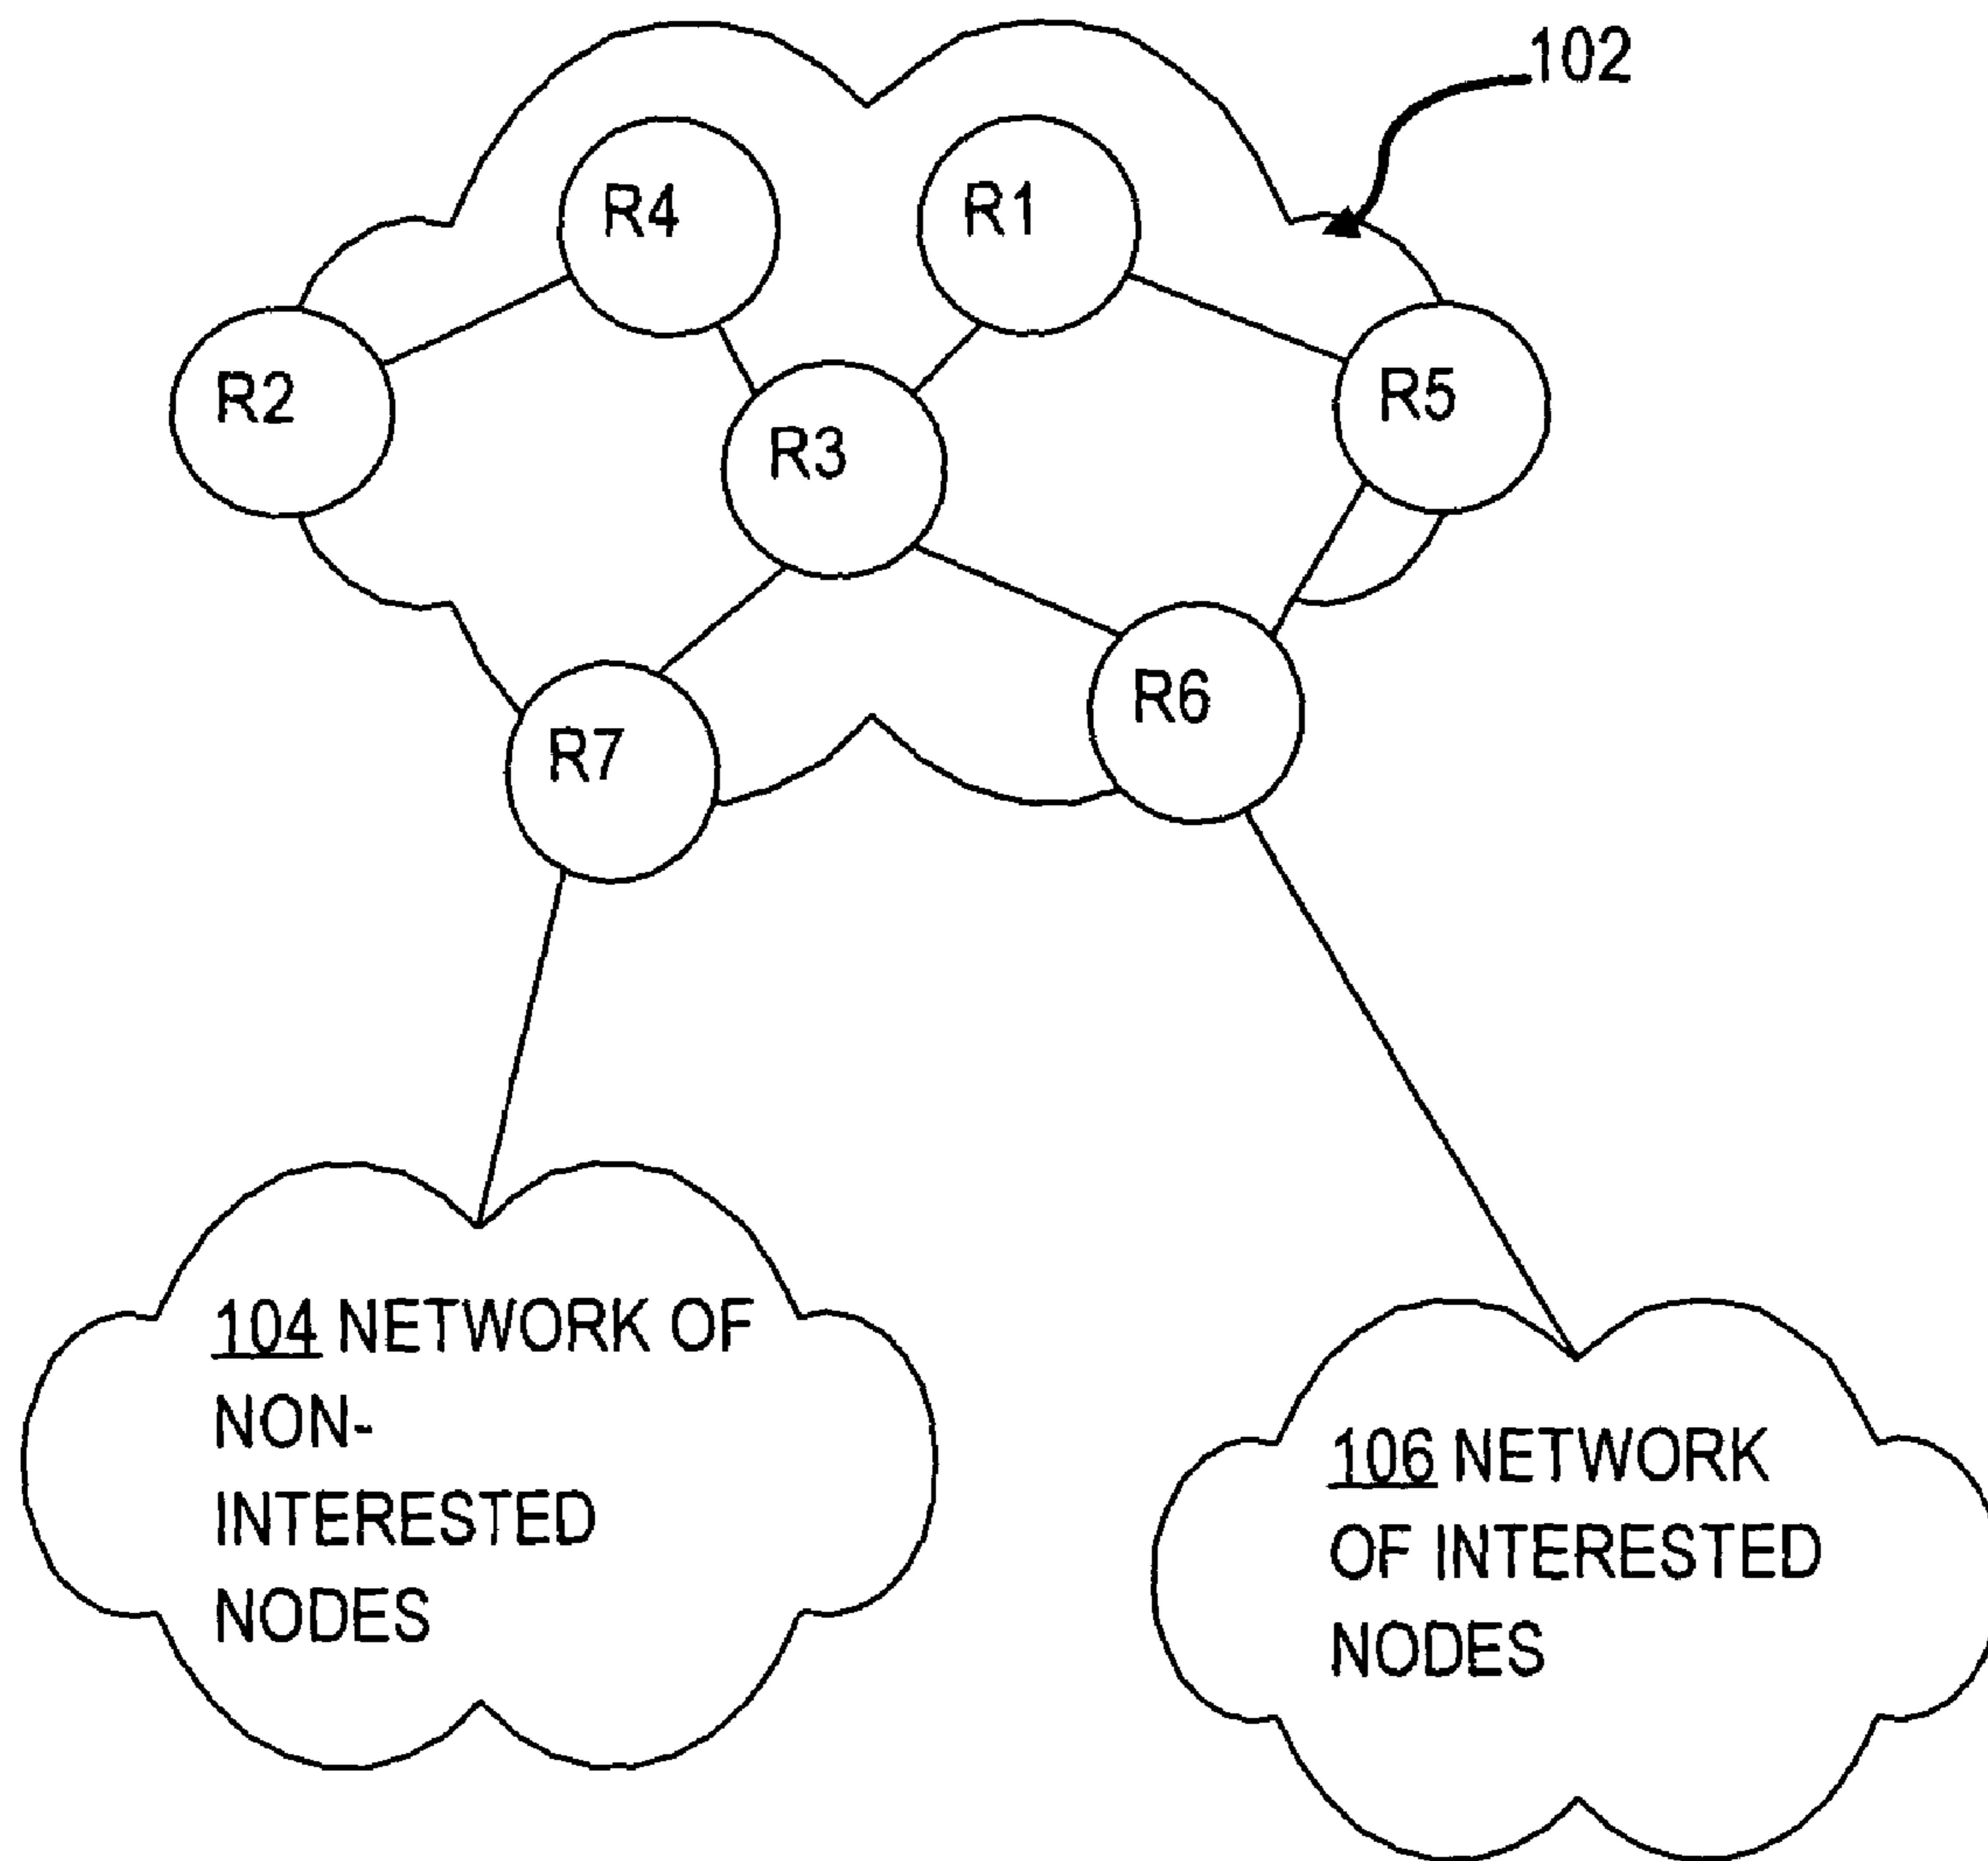 102
R4
R1
R2
R5
R3
R6
R7
104 NETWORK OF
NON-
INTERESTED
NODES
106 NETWORK
OF INTERESTED
NODES